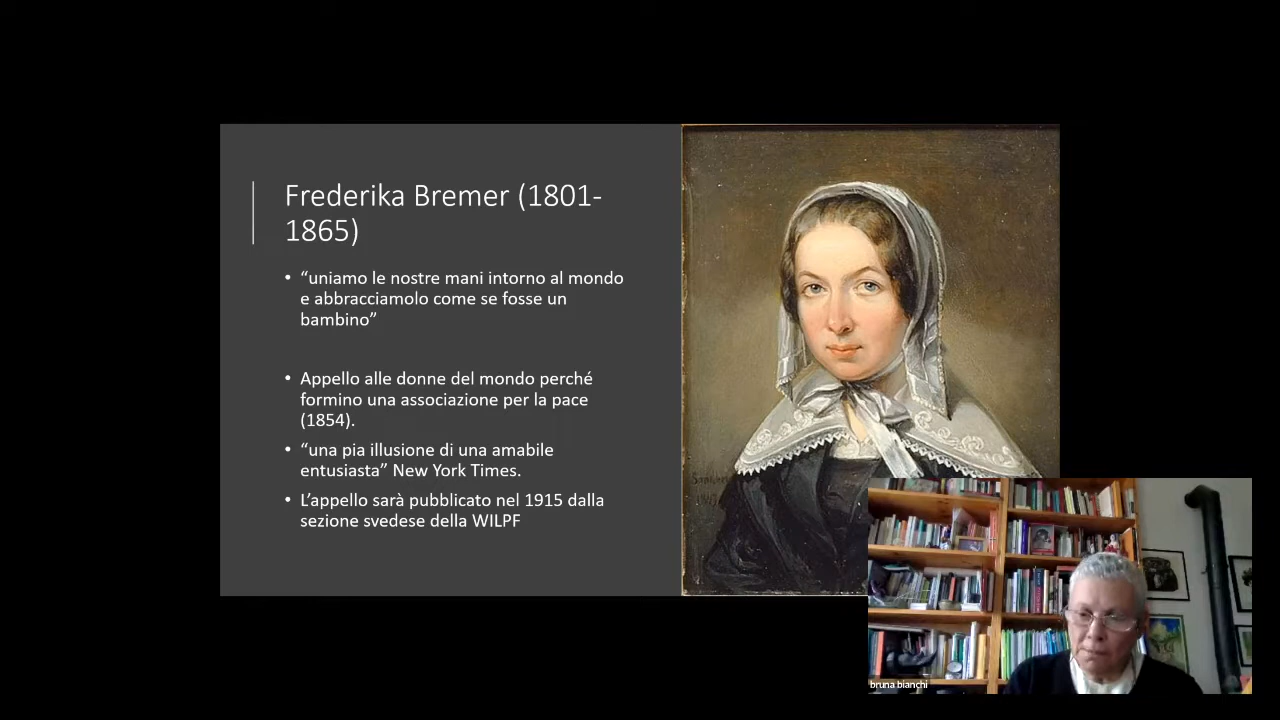 Frederika Bremer (1801-
1865)
• “uniamo le nostre mani intorno al mondo
e abbracciamolo come se fosse un
bambino”
• Appello alle donne del mondo perché
formino una associazione per la pace
(1854).
• “una pia illusione di una amabile
entusiasta” New York Times.
• L’appello sarà pubblicato nel 1915 dalla
sezione svedese della WILPF
bruna bianchi